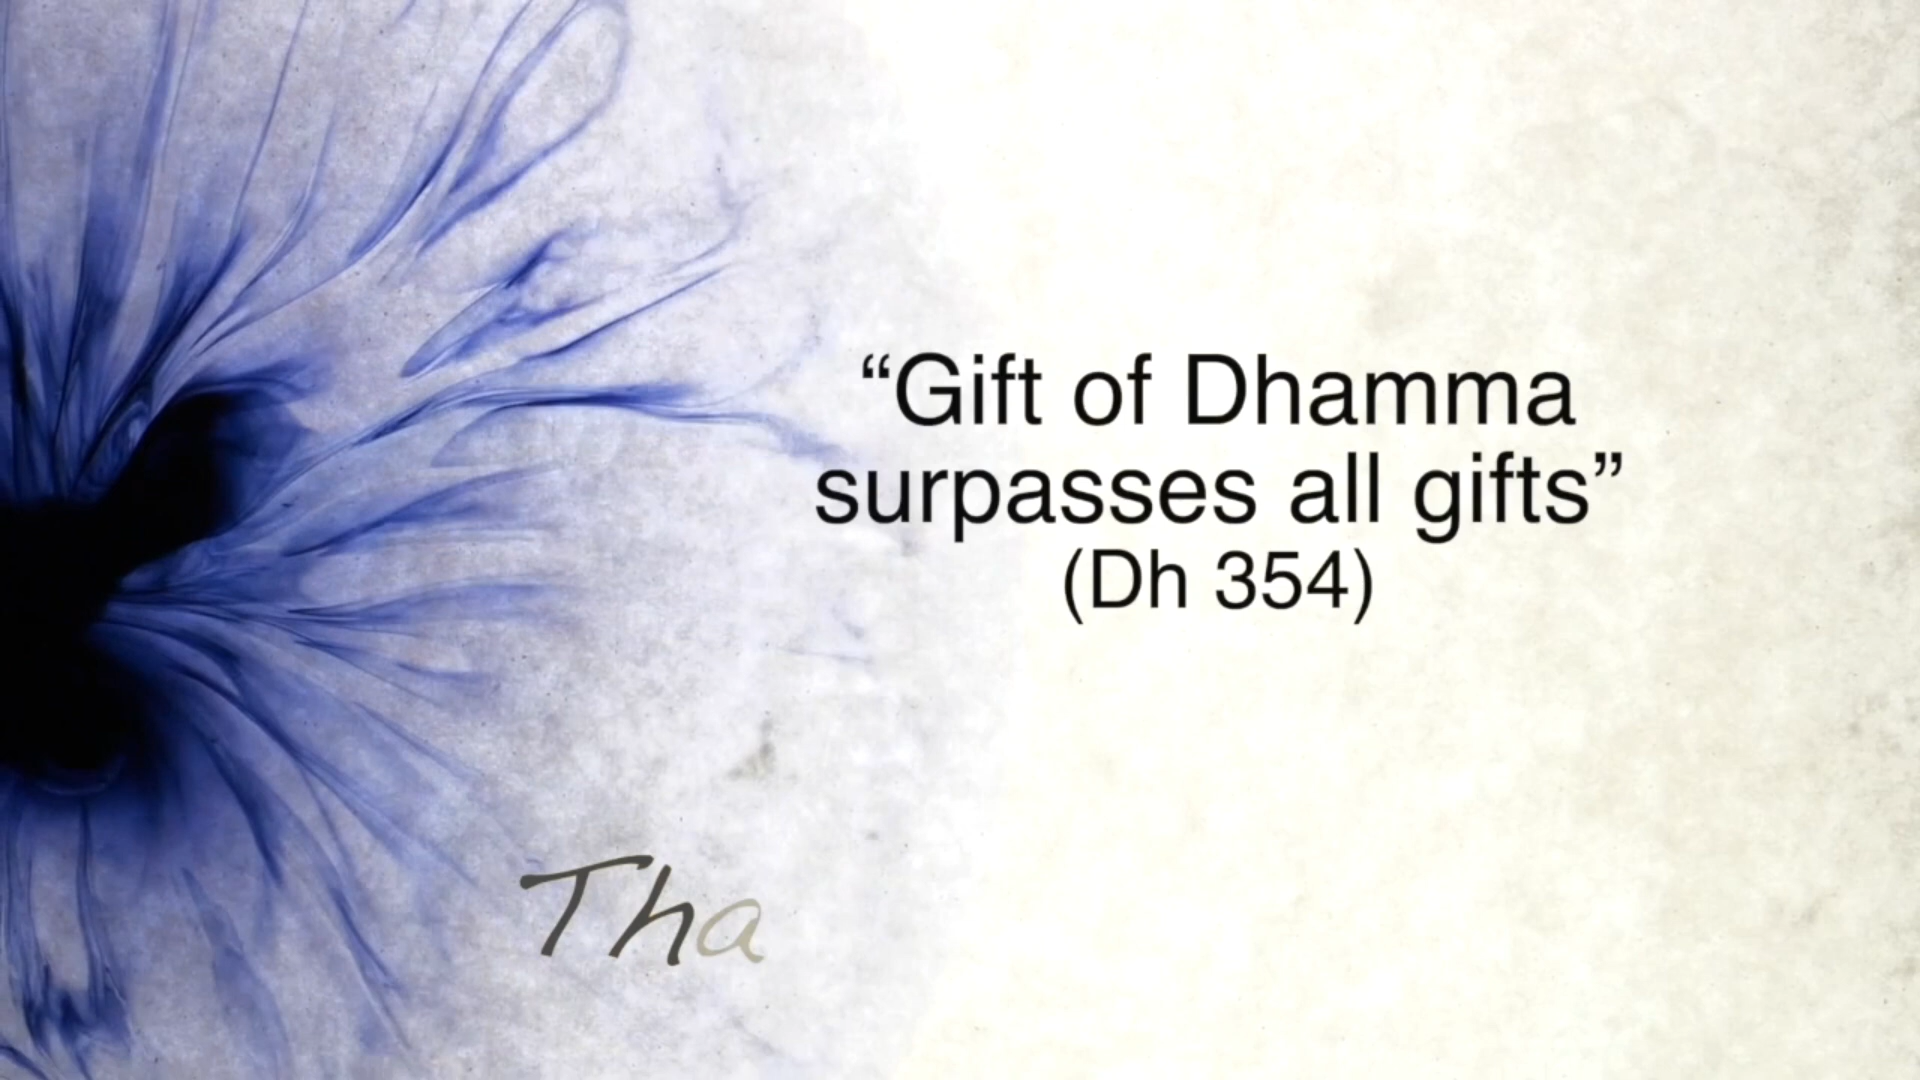 “Gift of Dhamma
surpasses all gifts”
(Dh 354)
Tha